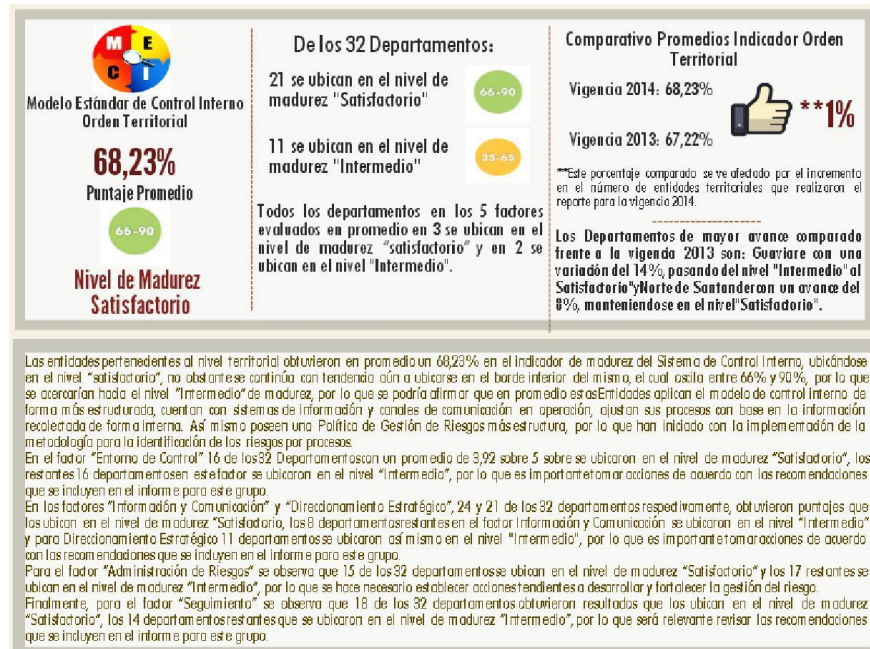 M E
C I
Modelo Estándar de Control Interno
Orden Territorial
68,23%
Puntaje Promedio
66-90
Nivel de Madurez
Satisfactorio
De los 32 Departamentos:
21 se ubican en el nivel de
madurez "Satisfactorio"
66-90
11 se ubican en el nivel de
madurez "Intermedio"
35-65
Todos los departamentos en los 5 factores
evaluados en promedio en 3 se ubican en el
nivel de madurez "satisfactorio" y en 2 se
ubican en el nivel "Intermedio".
Comparativo Promedios Indicador Orden
Territorial
Vigencia 2014: 68,23%
**1%
Vigencia 2013: 67,22%
**Este porcentaje comparado se ve afectado por el incremento
en el número de entidades territoriales que realizaron el
reporte para la vigencia 2014.
Los Departamentos de mayor avance comparado
frente a la vigencia 2013 son: Guaviare con una
variación del 14%, pasando del nivel "Intermedio" al
Satisfactorio" y Norte de Santander con un avance del
8%, manteniendose en el nivel "Satisfactorio".
Las entidades pertenecientes al nivel territorial obtuvieron en promedio un 68,23% en el indicador de madurez del Sistema de Control Interno, ubicándose
en el nivel "satisfactorio", no obstante se continúa con tendencia aún a ubicarse en el borde inferior del mismo, el cual oscila entre 66% y 90%, por lo que
se acercarían hacia el nivel "Intermedio" de madurez, por lo que se podría afirmar que en promedio estas Entidades aplican el modelo de control interno de
forma más estructurada, cuentan con sistemas de información y canales de comunicación en operación, ajustan sus procesos con base en la información
recolectada de forma interna. Así mismo poseen una Política de Gestión de Riesgos más estructura, por lo que han iniciado con la implementación de la
metodología para la identificación de los riesgos por procesos.
En el factor "Entorno de Control" 16 de los 32 Departamentos con un promedio de 3,92 sobre 5 sobre se ubicaron en el nivel de madurez "Satisfactorio", los
restantes 16 departamentos en este factor se ubicaron en el nivel "Intermedio", por lo que es importante tomar acciones de acuerdo con las recomendaciones
que se incluyen en el informe para este grupo.
En los factores "Información y Comunicación" y "Direccionamiento Estratégico", 24 y 21 de los 32 departamentos respectivamente, obtuvieron puntajes que
los ubican en el nivel de madurez "Satisfactorio, los 8 departamentos restantes en el factor Información y Comunicación se ubicaron en el nivel "Intermedio"
y para Direccionamiento Estratégico 11 departamentos se ubicaron así mismo en el nivel "Intermedio", por lo que es importante tomar acciones de acuerdo
con las recomendaciones que se incluyen en el informe para este grupo.
Para el factor "Administración de Riesgos" se observa que 15 de los 32 departamentos se ubican en el nivel de madurez "Satisfactorio" y los 17 restantes se
ubican en el nivel de madurez "Intermedio", por lo que se hace necesario establecer acciones tendientes a desarrollar y fortalecer la gestión del riesgo.
Finalmente, para el factor "Seguimiento" se observa que 18 de los 32 departamentos obtuvieron resultados que los ubican en el nivel de madurez
"Satisfactorio", los 14 departamentos restantes que se ubicaron en el nivel de madurez "Intermedio", por lo que será relevante revisar las recomendaciones
que se incluyen en el informe para este grupo.